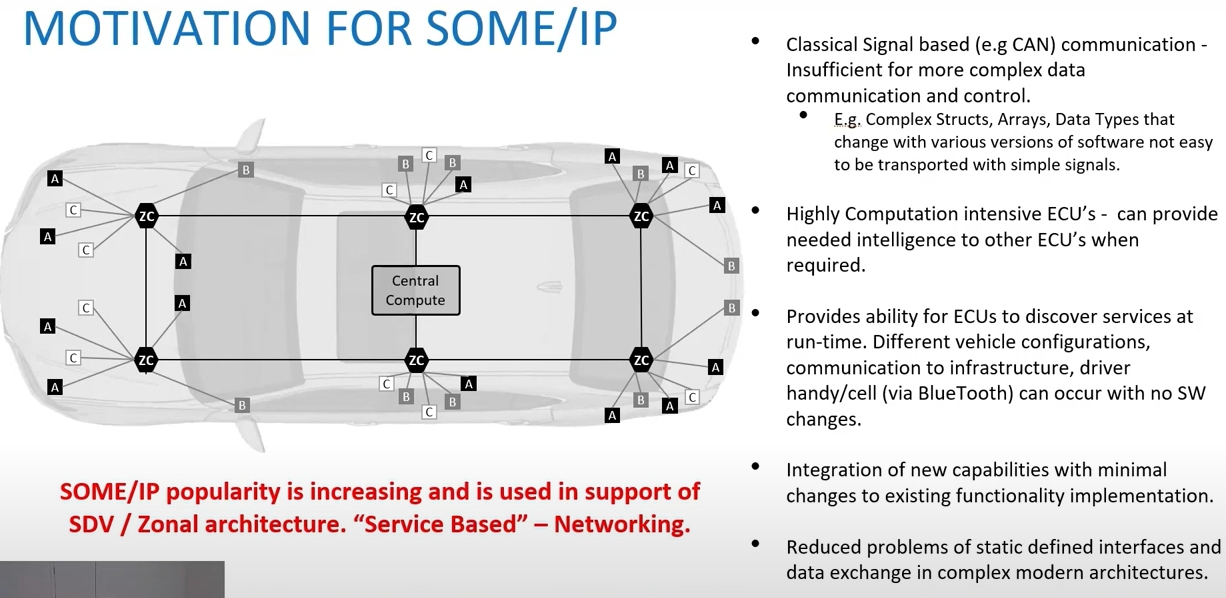 MOTIVATION FOR SOME/IP
• Classical Signal based (e.g CAN) communication -
Insufficient for more complex data
communication and control.
• E.g. Complex Structs, Arrays, Data Types that
change with various versions of software not easy
to be transported with simple signals.
• Highly Computation intensive ECU’s - can provide
needed intelligence to other ECU’s when
required.
• Provides ability for ECUs to discover services at
run-time. Different vehicle configurations,
communication to infrastructure, driver
handy/cell (via BlueTooth) can occur with no SW
changes.
• Integration of new capabilities with minimal
changes to existing functionality implementation.
• Reduced problems of static defined interfaces and
data exchange in complex modern architectures.
A
C
A
C
B
ZC
A
C
B
C
B
A
ZC
A
B
A
C
A
B
ZC
Central
Compute
A
C
A
C
A
B
ZC
C
B
C
B
A
ZC
B
A
C
A
B
A
ZC
SOME/IP popularity is increasing and is used in support of
SDV / Zonal architecture. “Service Based” – Networking.